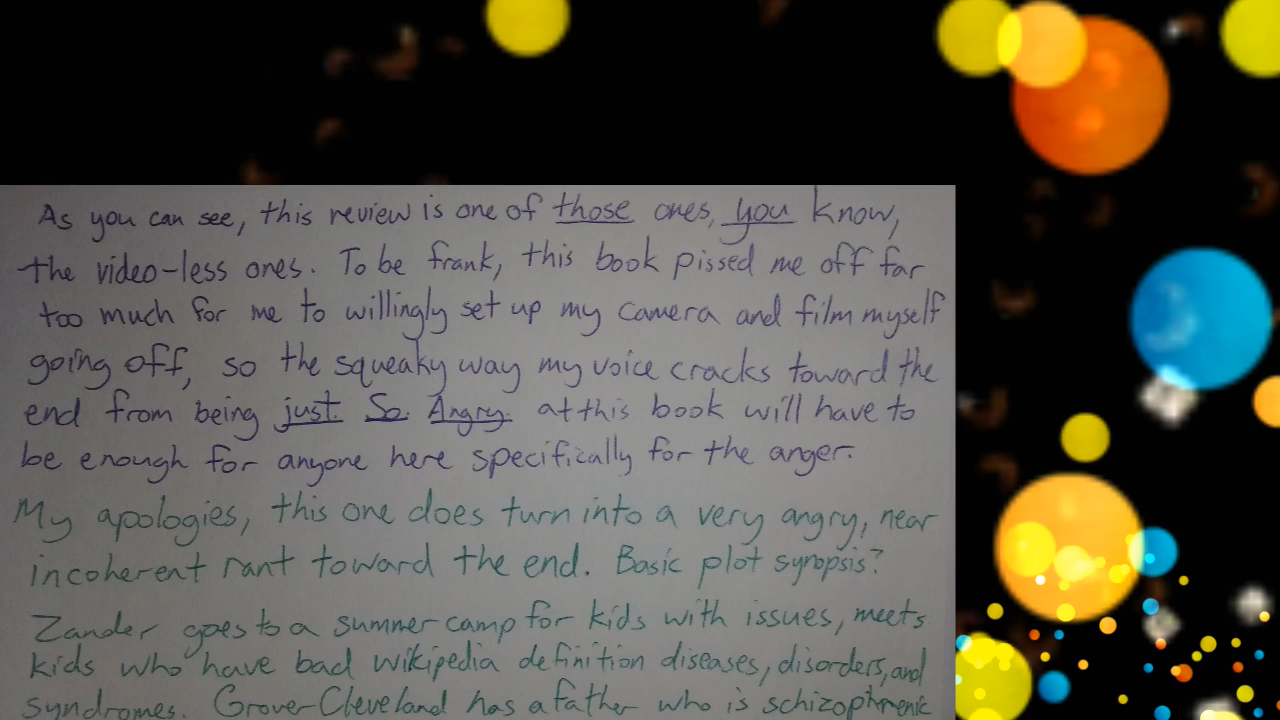 As you can see, this review is one of those ones, you know,
the video-less ones. To be frank, this book pissed me off far
too much for me to willingly set up my camera and film myself
going off, so the squeaky way my voice cracks toward the
end from being just. So. Angry. at this book will have to
be enough for anyone here specifically for the anger.
My apologies, this one does turn into a very angry, near
incoherent rant toward the end. Basic plot synopsis?
Zander goes to a summer camp for kids with issues, meets
kids who have bad wikipedia definition diseases, disorders, and
syndromes. Grover Cleveland has a father who is schizophrenic